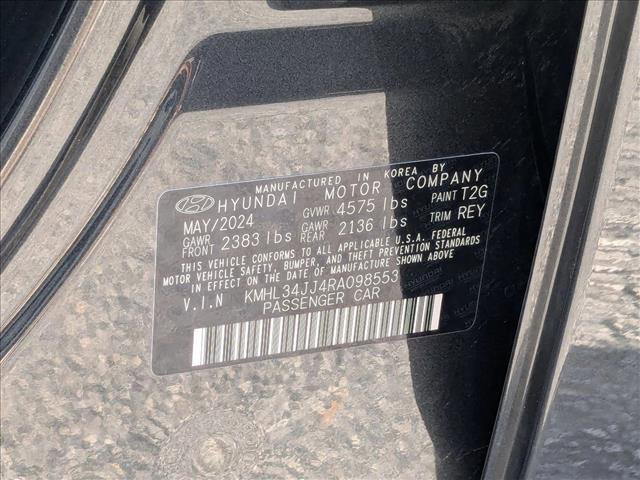 MANUFACTURED IN KOREA BY
HYUNDAI MOTOR COMPANY
MAY/2024 GVWR 4575 lbs PAINT T2G
GAWR FRONT 2383 lbs GAWR REAR 2136 lbs TRIM REY
THIS VEHICLE CONFORMS TO ALL APPLICABLE U.S.A. FEDERAL
MOTOR VEHICLE SAFETY, BUMPER, AND THEFT PREVENTION STANDARDS
IN EFFECT ON THE DATE OF MANUFACTURE SHOWN ABOVE.
V.I.N KMHL34JJ4RA098553
PASSENGER CAR